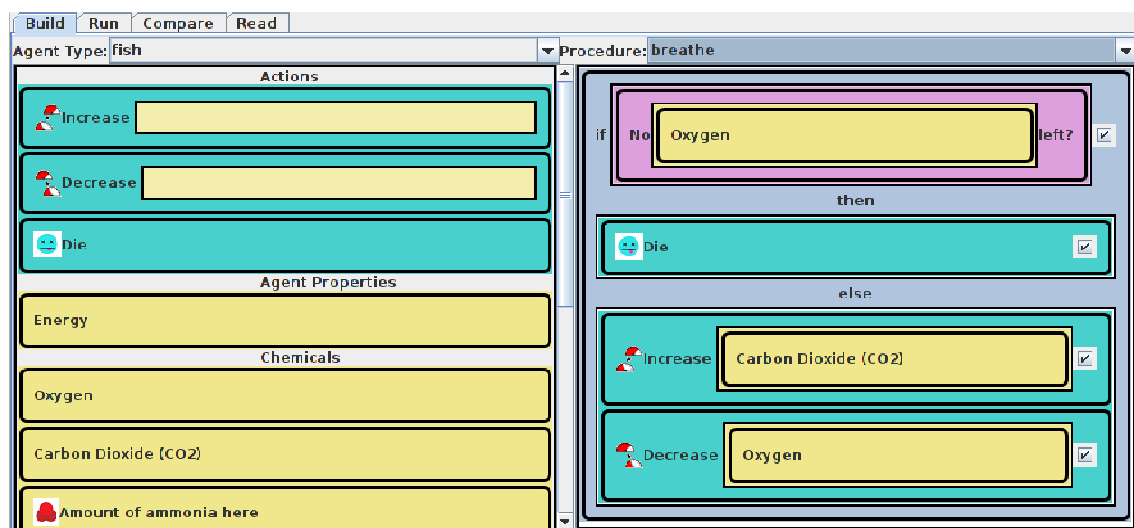 Build Run Compare Read
Agent Type: fish Procedure: breathe
Actions
Increase
Decrease
Die
Agent Properties
Energy
Chemicals
Oxygen
Carbon Dioxide (CO2)
Amount of ammonia here
if No Oxygen left?
then
Die
else
Increase Carbon Dioxide (CO2)
Decrease Oxygen